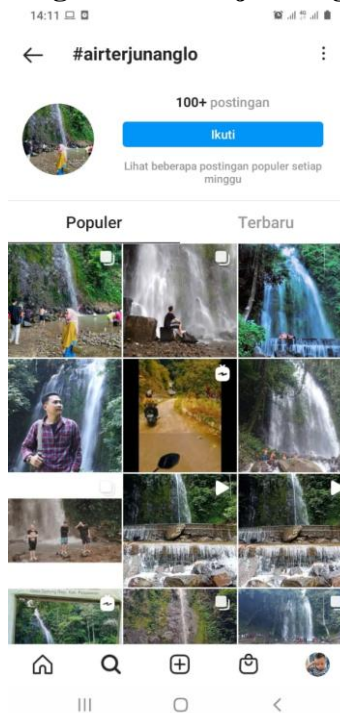 14:11
#airterjunanglo
100+ postingan
Ikuti
Lihat beberapa postingan populer setiap
minggu
Populer
Terbaru